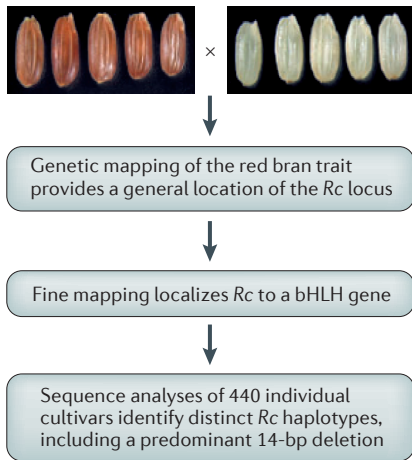 ×
Genetic mapping of the red bran trait
provides a general location of the Rc locus
Fine mapping localizes Rc to a bHLH gene
Sequence analyses of 440 individual
cultivars identify distinct Rc haplotypes,
including a predominant 14-bp deletion